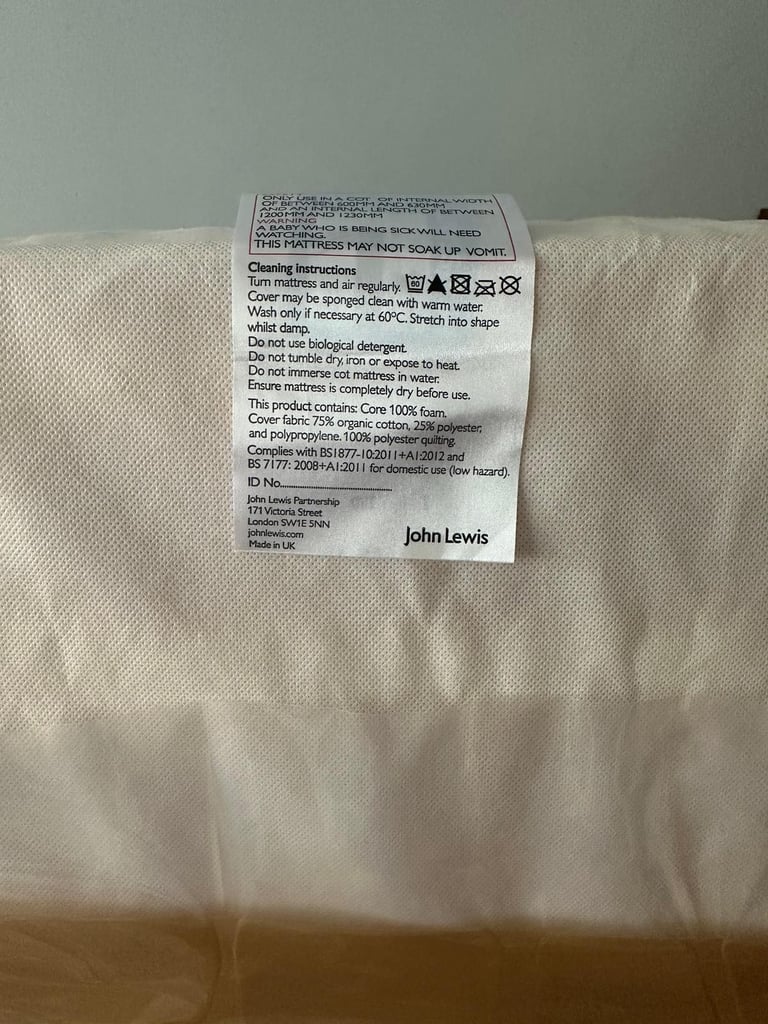 ONLY USE IN A COT OF INTERNAL WIDTH
OF BETWEEN 600MM AND 630MM
AND AN INTERNAL LENGTH OF BETWEEN
1200MM AND 1230MM
WARNING
A BABY WHO IS BEING SICK WILL NEED
WATCHING.
THIS MATTRESS MAY NOT SOAK UP VOMIT.
Cleaning instructions
Turn mattress and air regularly. 60
Cover may be sponged clean with warm water.
Wash only if necessary at 60°C. Stretch into shape
whilst damp.
Do not use biological detergent.
Do not tumble dry, iron or expose to heat.
Do not immerse cot mattress in water.
Ensure mattress is completely dry before use.
This product contains: Core 100% foam.
Cover fabric 75% organic cotton, 25% polyester,
and polypropylene. 100% polyester quilting.
Complies with BS1877-10:2011+A1:2012 and
BS 7177: 2008+A1:2011 for domestic use (low hazard).
ID No..............................
John Lewis Partnership
171 Victoria Street
London SW1E 5NN
johnlewis.com
Made in UK
John Lewis